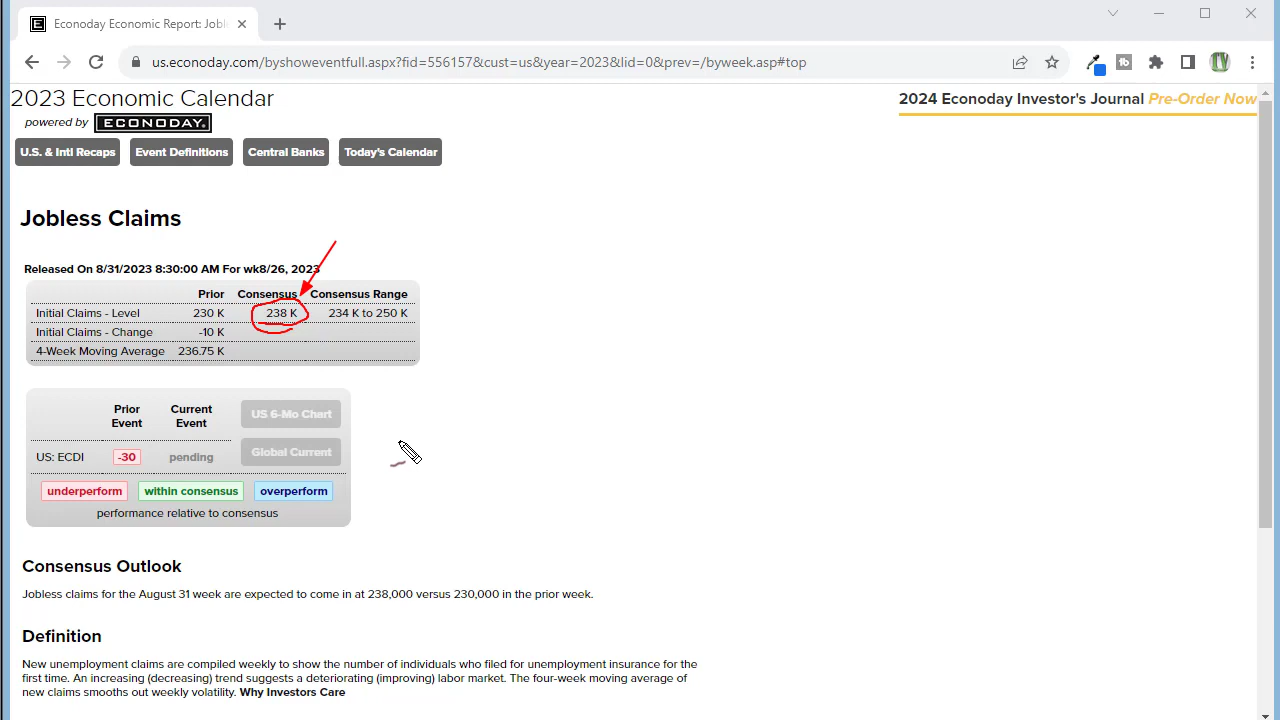 Econoday Economic Report: Jobl
us.econoday.com/byshoweventfull.aspx?fid=556157&cust=us&year=2023&lid=0&prev=/byweek.asp#top
2023 Economic Calendar
2024 Econoday Investor's Journal Pre-Order Now
powered by ECONODAY
U.S. & Intl Recaps Event Definitions Central Banks Today's Calendar
Jobless Claims
Released On 8/31/2023 8:30:00 AM For wk8/26, 2023
Prior Consensus Consensus Range
Initial Claims - Level 230 K 238 K 234 K to 250 K
Initial Claims - Change -10 K
4-Week Moving Average 236.75 K
Prior Event Current Event US 6-Mo Chart
US: ECDI -30 pending Global Current
underperform within consensus overperform
performance relative to consensus
Consensus Outlook
Jobless claims for the August 31 week are expected to come in at 238,000 versus 230,000 in the prior week.
Definition
New unemployment claims are compiled weekly to show the number of individuals who filed for unemployment insurance for the
first time. An increasing (decreasing) trend suggests a deteriorating (improving) labor market. The four-week moving average of
new claims smooths out weekly volatility. Why Investors Care